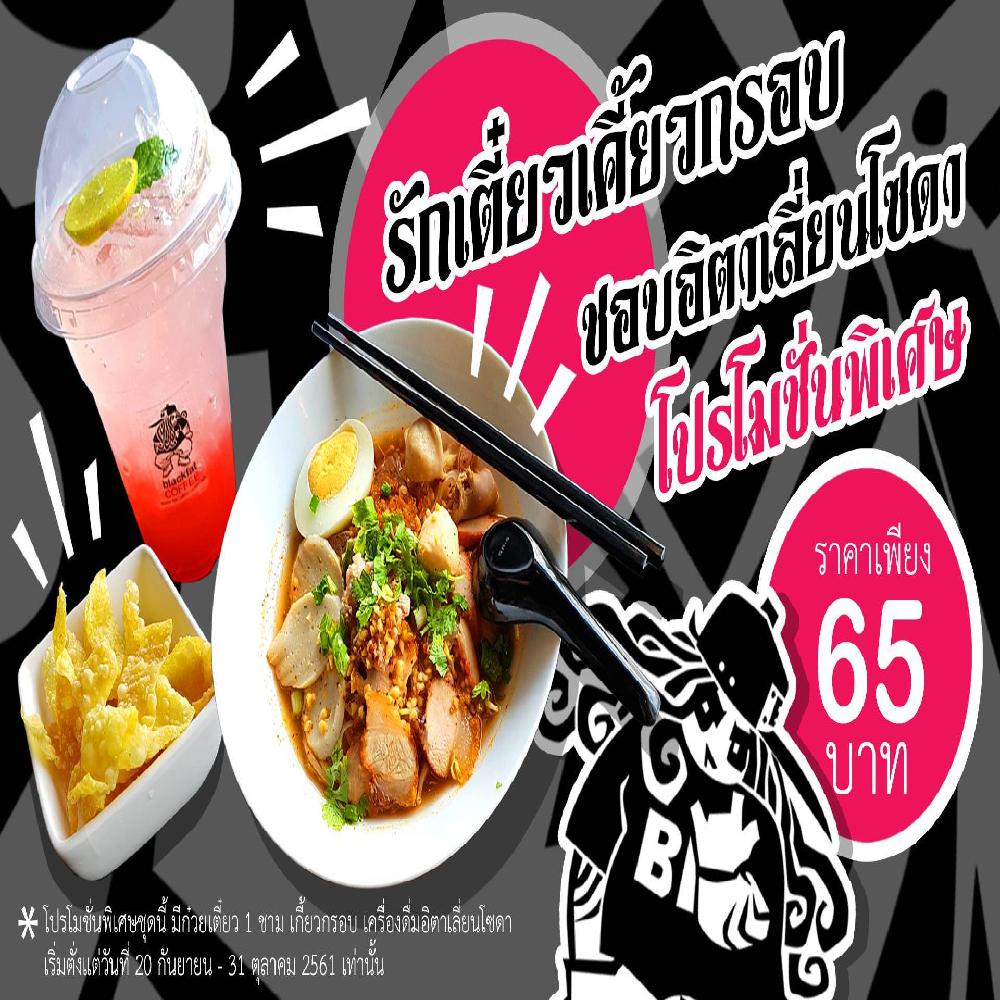 รักเตี๋ยวเคี้ยวกรอบ
ชอบอิตาเลี่ยนโซดา
โปรโมชั่นพิเศษ
ราคาเพียง
65
บาท
blackfat
COFFEE
B
* โปรโมชั่นพิเศษชุดนี้ มีก๋วยเตี๋ยว 1 ชาม เกี้ยวกรอบ เครื่องดื่มอิตาเลี่ยนโซดา
เริ่มตั้งแต่วันที่ 20 กันยายน - 31 ตุลาคม 2561 เท่านั้น